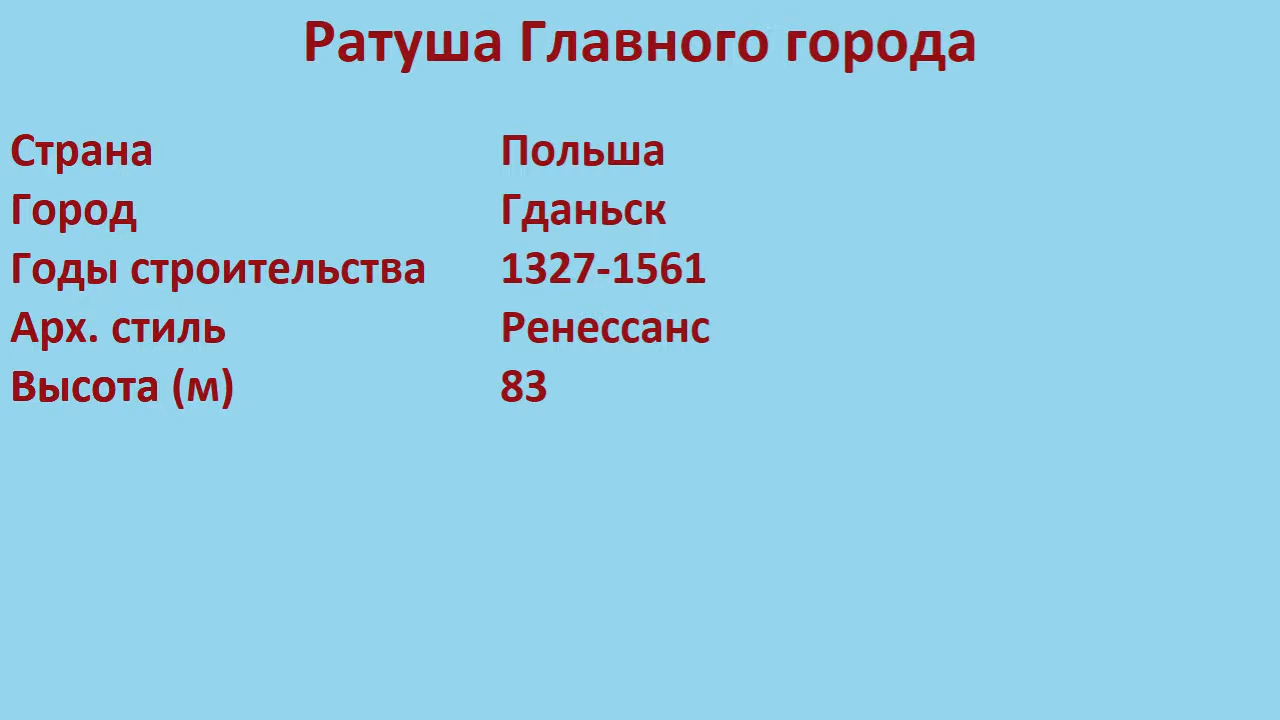 Ратуша Главного города
Страна Польша
Город Гданьск
Годы строительства 1327-1561
Арх. стиль Ренессанс
Высота (м) 83